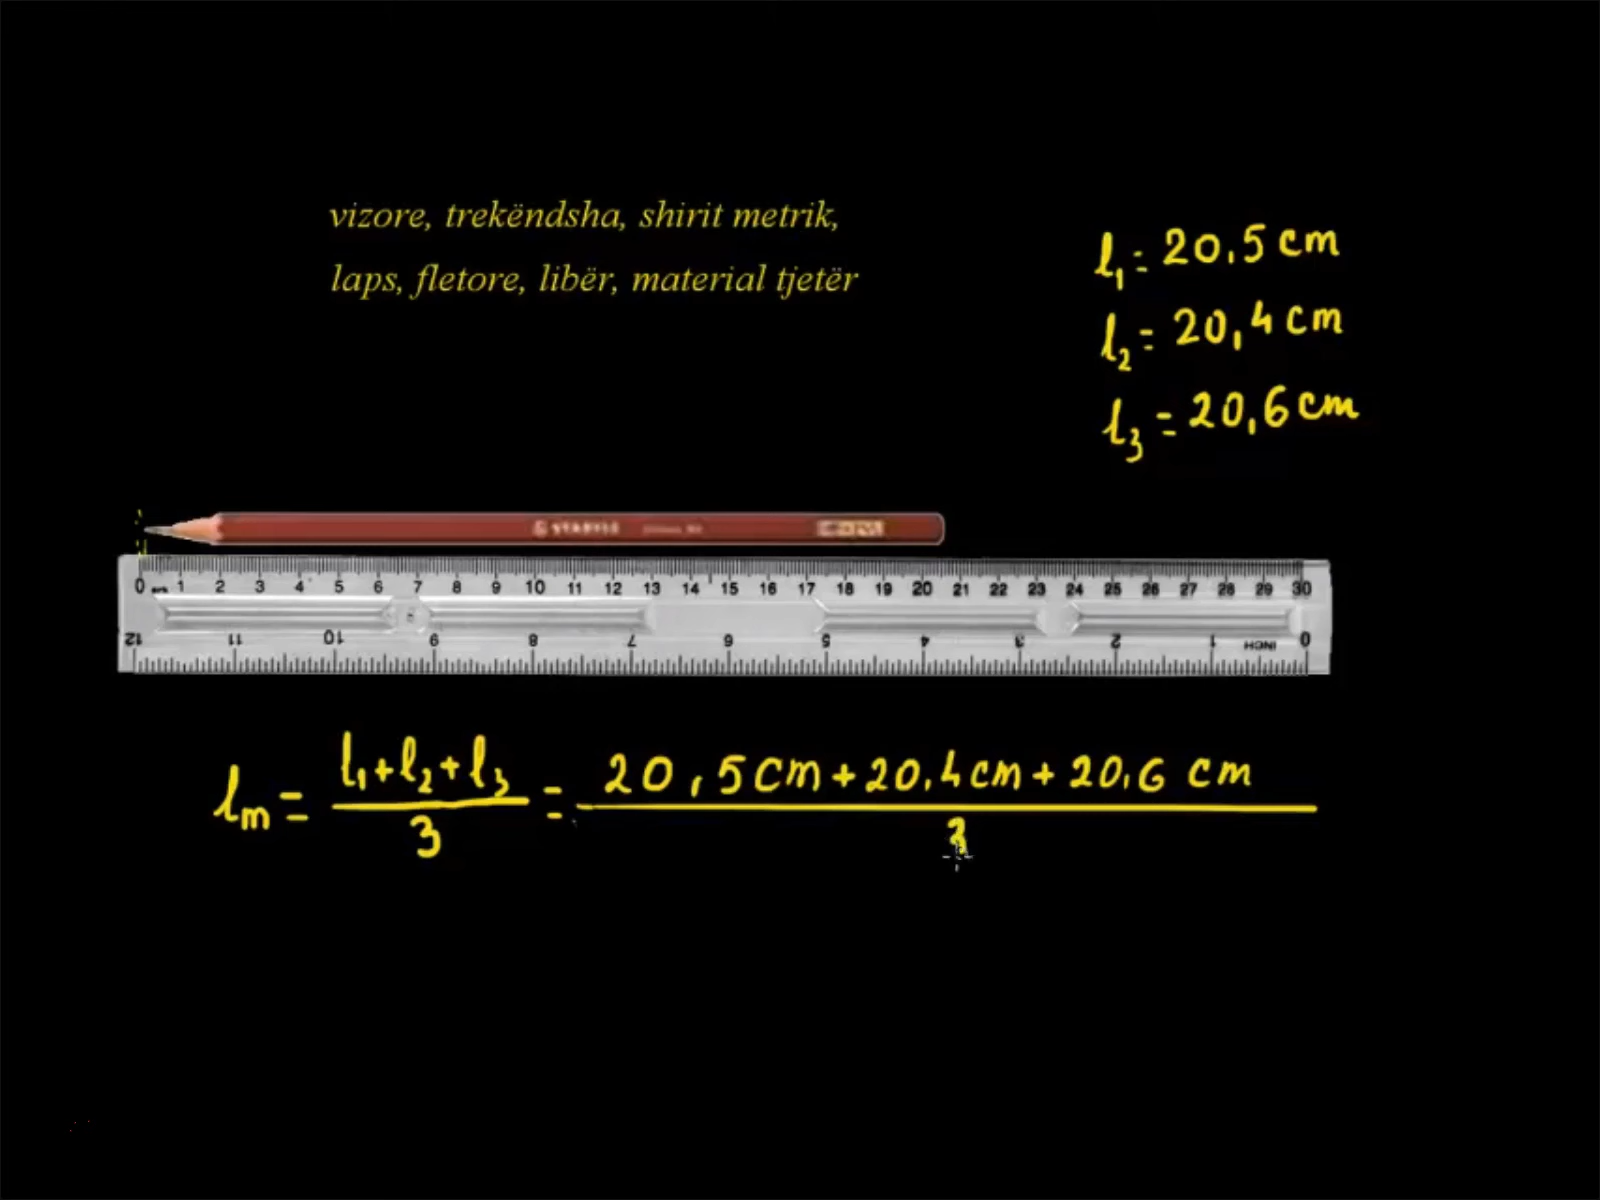 vizore, trekëndsha, shirit metrik,
laps, fletore, libër, material tjetër
l₁ = 20,5 cm
l₂ = 20,4 cm
l₃ = 20,6 cm
STABILO
0 1 2 3 4 5 6 7 8 9 10 11 12 13 14 15 16 17 18 19 20 21 22 23 24 25 26 27 28 29 30
12 11 10 9 8 7 6 5 4 3 2 1 INCH 0
lm = (l₁+l₂+l₃)/3 = (20,5cm+20,4cm+20,6 cm)/3